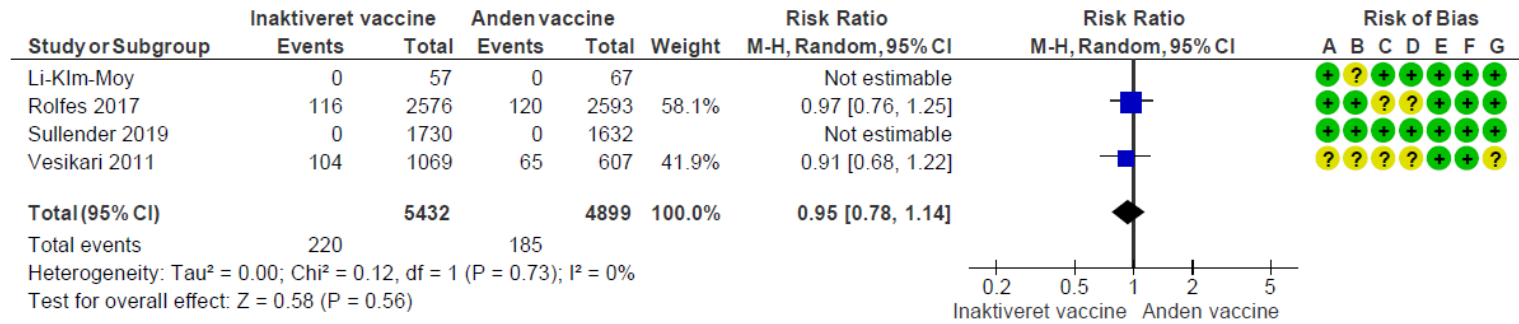 Inaktiveret vaccine Anden vaccine Risk Ratio Risk Ratio Risk of Bias
Study or Subgroup Events Total Events Total Weight M-H, Random, 95% CI M-H, Random, 95% CI A B C D E F G
Li-KIm-Moy 0 57 0 67 Not estimable + ? + + + + +
Rolfes 2017 116 2576 120 2593 58.1% 0.97 [0.76, 1.25] + + ? ? + + +
Sullender 2019 0 1730 0 1632 Not estimable + + + + + + +
Vesikari 2011 104 1069 65 607 41.9% 0.91 [0.68, 1.22] ? ? ? ? + + ?
Total (95% CI) 5432 4899 100.0% 0.95 [0.78, 1.14]
Total events 220 185
Heterogeneity: Tau² = 0.00; Chi² = 0.12, df = 1 (P = 0.73); I² = 0%
Test for overall effect: Z = 0.58 (P = 0.56)
0.2 0.5 1 2 5
Inaktiveret vaccine Anden vaccine